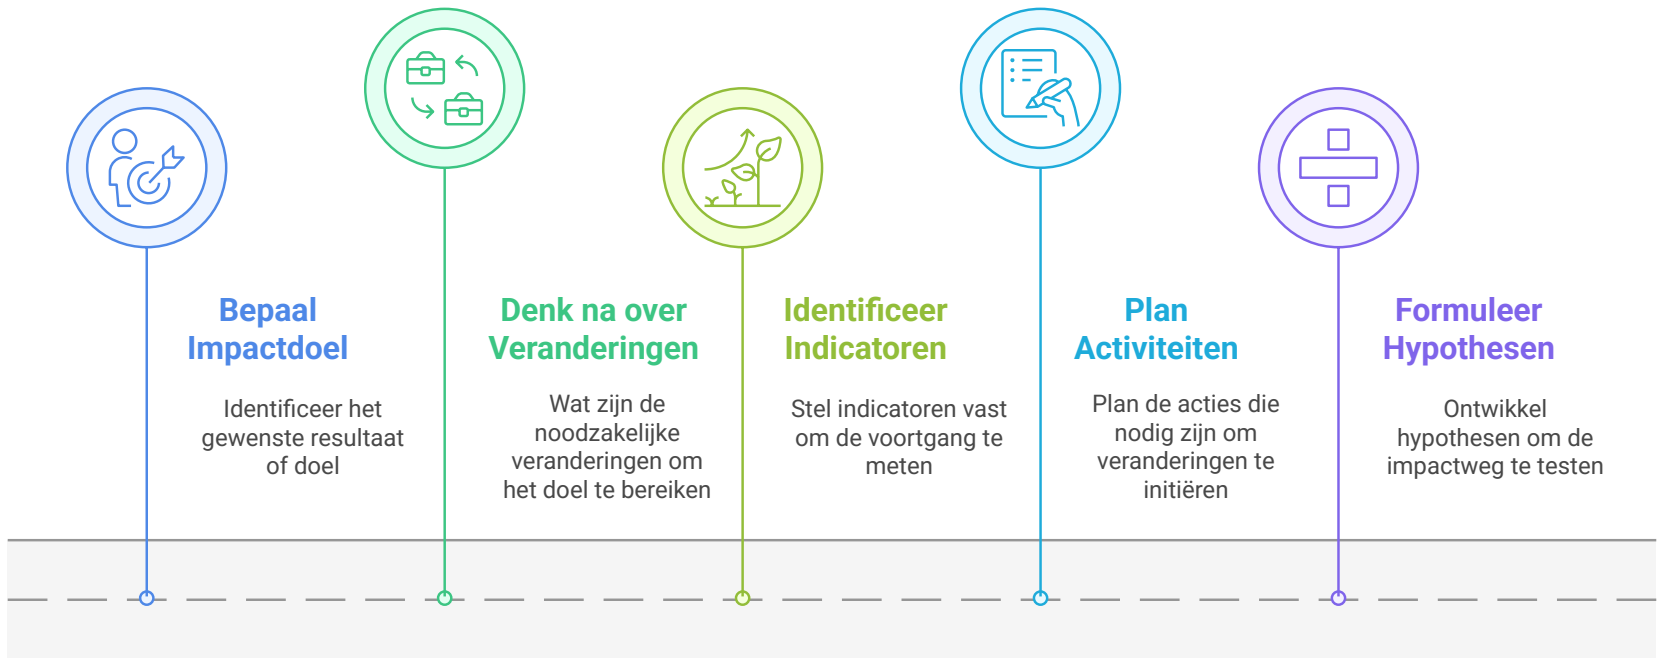 Bepaal
Impactdoel
Identificeer het
gewenste resultaat
of doel
Denk na over
Veranderingen
Wat zijn de
noodzakelijke
veranderingen om
het doel te bereiken
Identificeer
Indicatoren
Stel indicatoren vast
om de voortgang te
meten
Plan
Activiteiten
Plan de acties die
nodig zijn om
veranderingen te
initiëren
Formuleer
Hypothesen
Ontwikkel
hypothesen om de
impactweg te testen